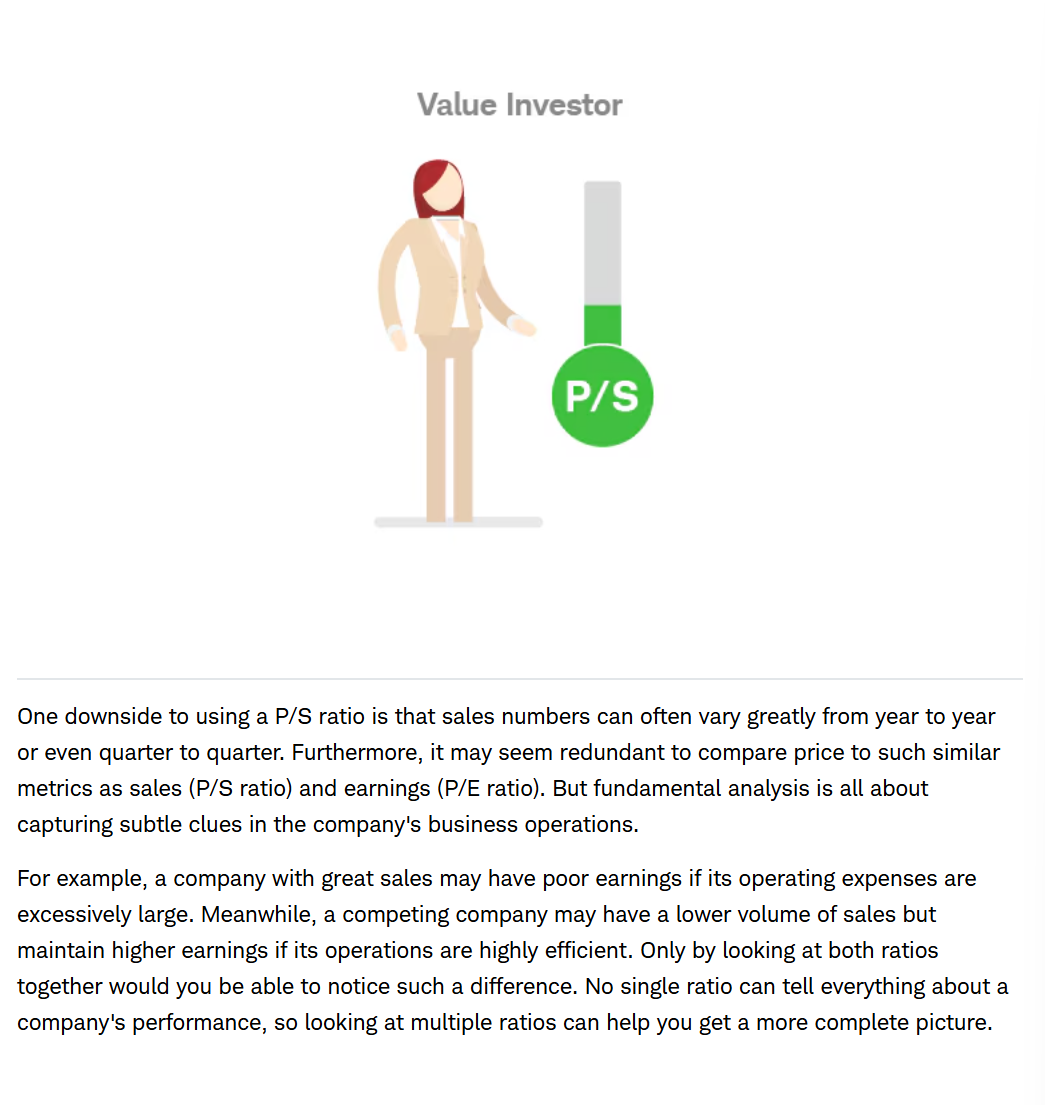 Value Investor
P/S
One downside to using a P/S ratio is that sales numbers can often vary greatly from year to year
or even quarter to quarter. Furthermore, it may seem redundant to compare price to such similar
metrics as sales (P/S ratio) and earnings (P/E ratio). But fundamental analysis is all about
capturing subtle clues in the company's business operations.
For example, a company with great sales may have poor earnings if its operating expenses are
excessively large. Meanwhile, a competing company may have a lower volume of sales but
maintain higher earnings if its operations are highly efficient. Only by looking at both ratios
together would you be able to notice such a difference. No single ratio can tell everything about a
company's performance, so looking at multiple ratios can help you get a more complete picture.